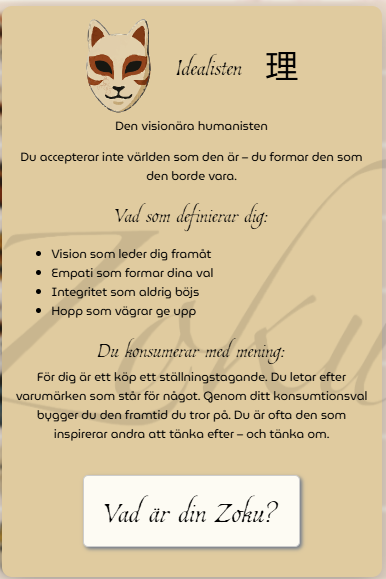 Idealisten 理
Den visionära humanisten
Du accepterar inte världen som den är – du formar den som
den borde vara.
Vad som definierar dig:
• Vision som leder dig framåt
• Empati som formar dina val
• Integritet som aldrig böjs
• Hopp som vägrar ge upp
Du konsumerar med mening:
För dig är ett köp ett ställningstagande. Du letar efter
varumärken som står för något. Genom ditt konsumtionsval
bygger du den framtid du tror på. Du är ofta den som
inspirerar andra att tänka efter – och tänka om.
Vad är din Zoku?
Zoku